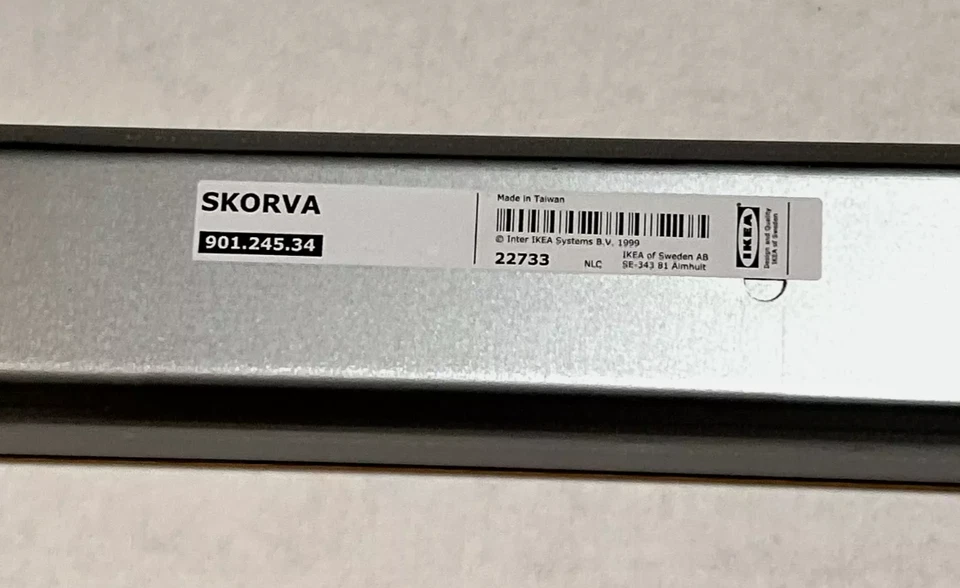 SKORVA
901.245.34
Made in Taiwan
© Inter IKEA Systems B.V. 1999
22733
NLC
IKEA of Sweden AB
SE-343 81 Älmhult
IKEA®
Design and Quality
IKEA of Sweden